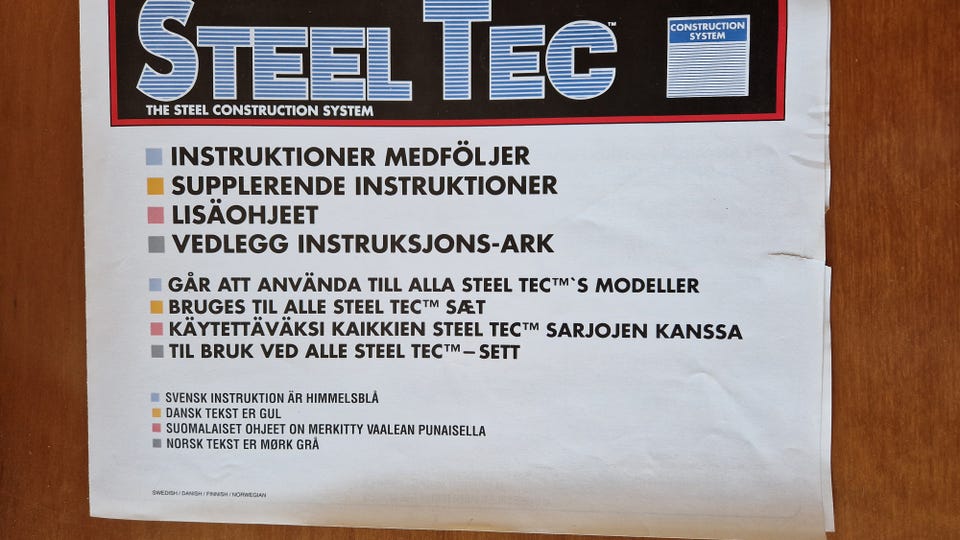 STEEL TEC™
CONSTRUCTION
SYSTEM
THE STEEL CONSTRUCTION SYSTEM
INSTRUKTIONER MEDFÖLJER
SUPPLERENDE INSTRUKTIONER
LISÄOHJEET
VEDLEGG INSTRUKSJONS-ARK
GÅR ATT ANVÄNDA TILL ALLA STEEL TEC™`S MODELLER
BRUGES TIL ALLE STEEL TEC™ SÆT
KÄYTETTÄVÄKSI KAIKKIEN STEEL TEC™ SARJOJEN KANSSA
TIL BRUK VED ALLE STEEL TEC™–SETT
SVENSK INSTRUKTION ÄR HIMMELSBLÅ
DANSK TEKST ER GUL
SUOMALAISET OHJEET ON MERKITTY VAALEAN PUNAISELLA
NORSK TEKST ER MØRK GRÅ
SWEDISH / DANISH / FINNISH / NORWEGIAN